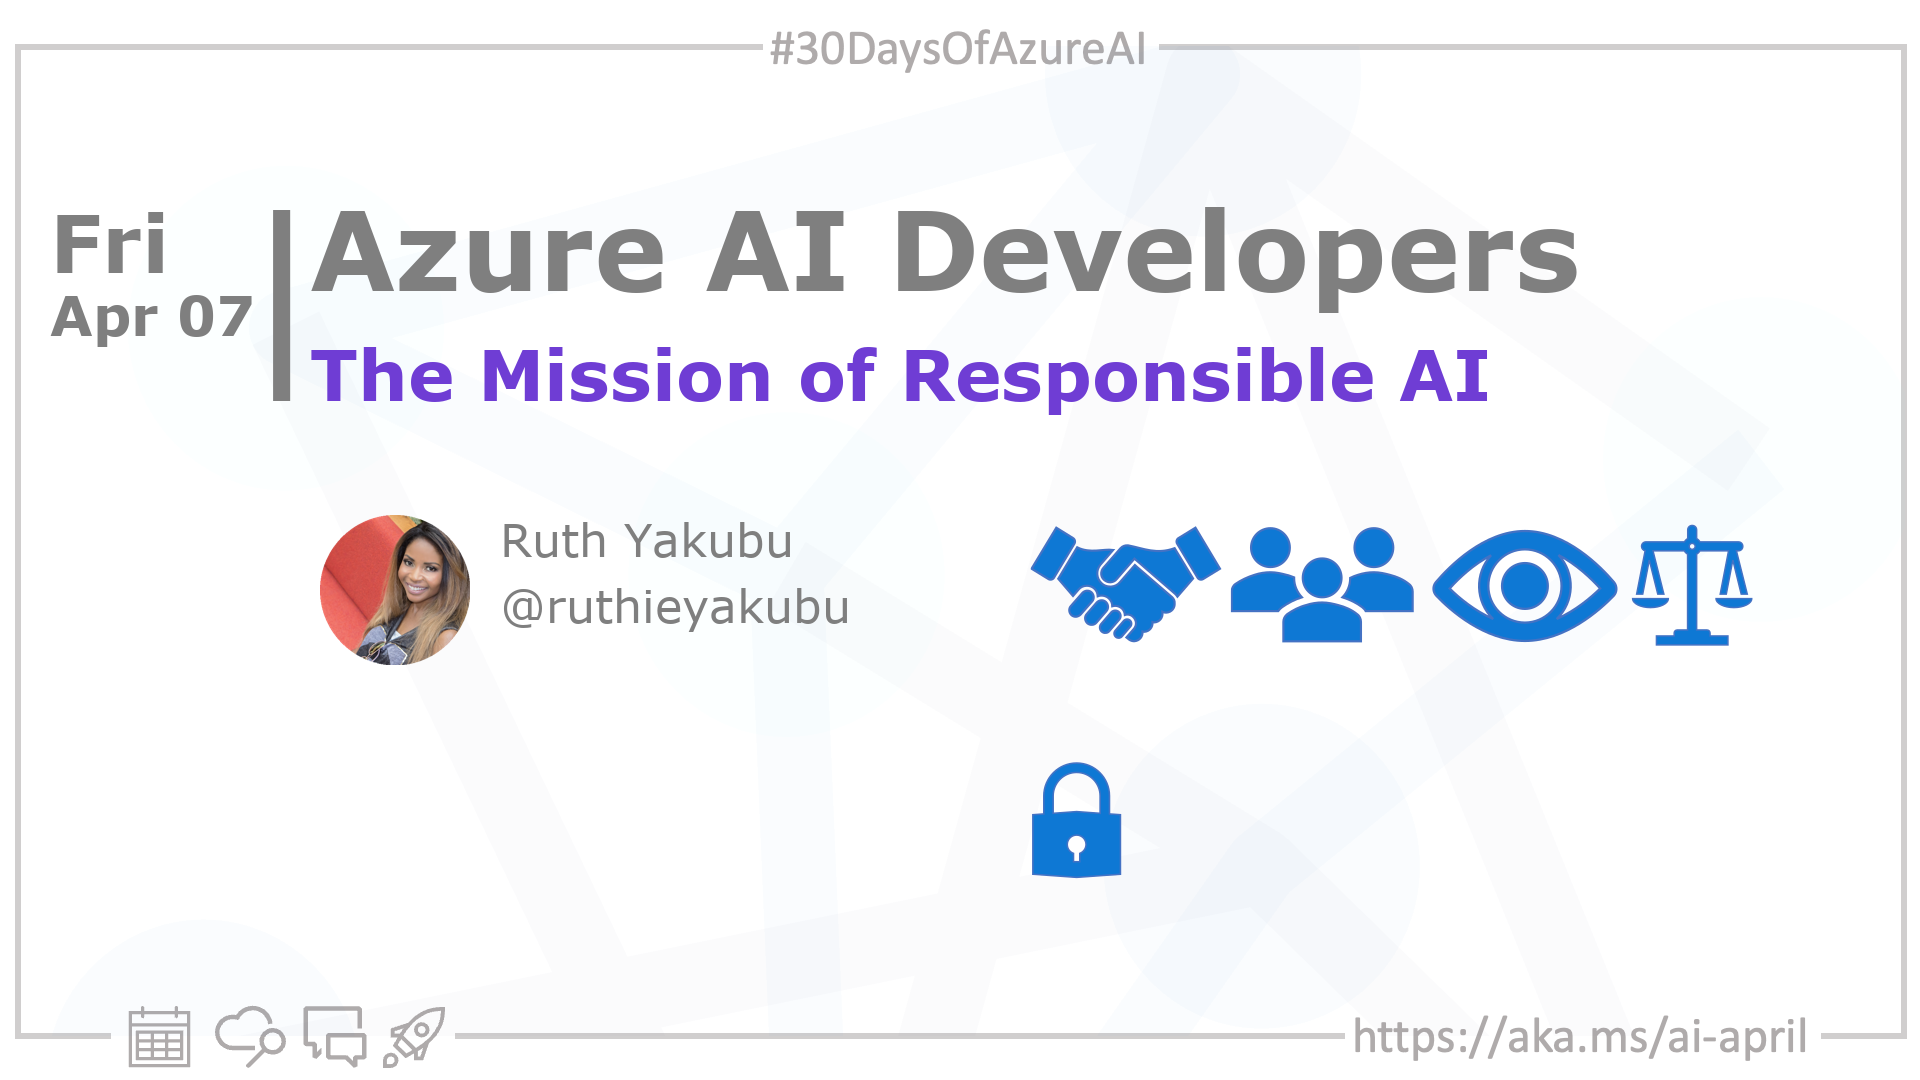 #30DaysOfAzureAI
Fri
Apr 07
Azure AI Developers
The Mission of Responsible AI
Ruth Yakubu
@ruthieyakubu
https://aka.ms/ai-april